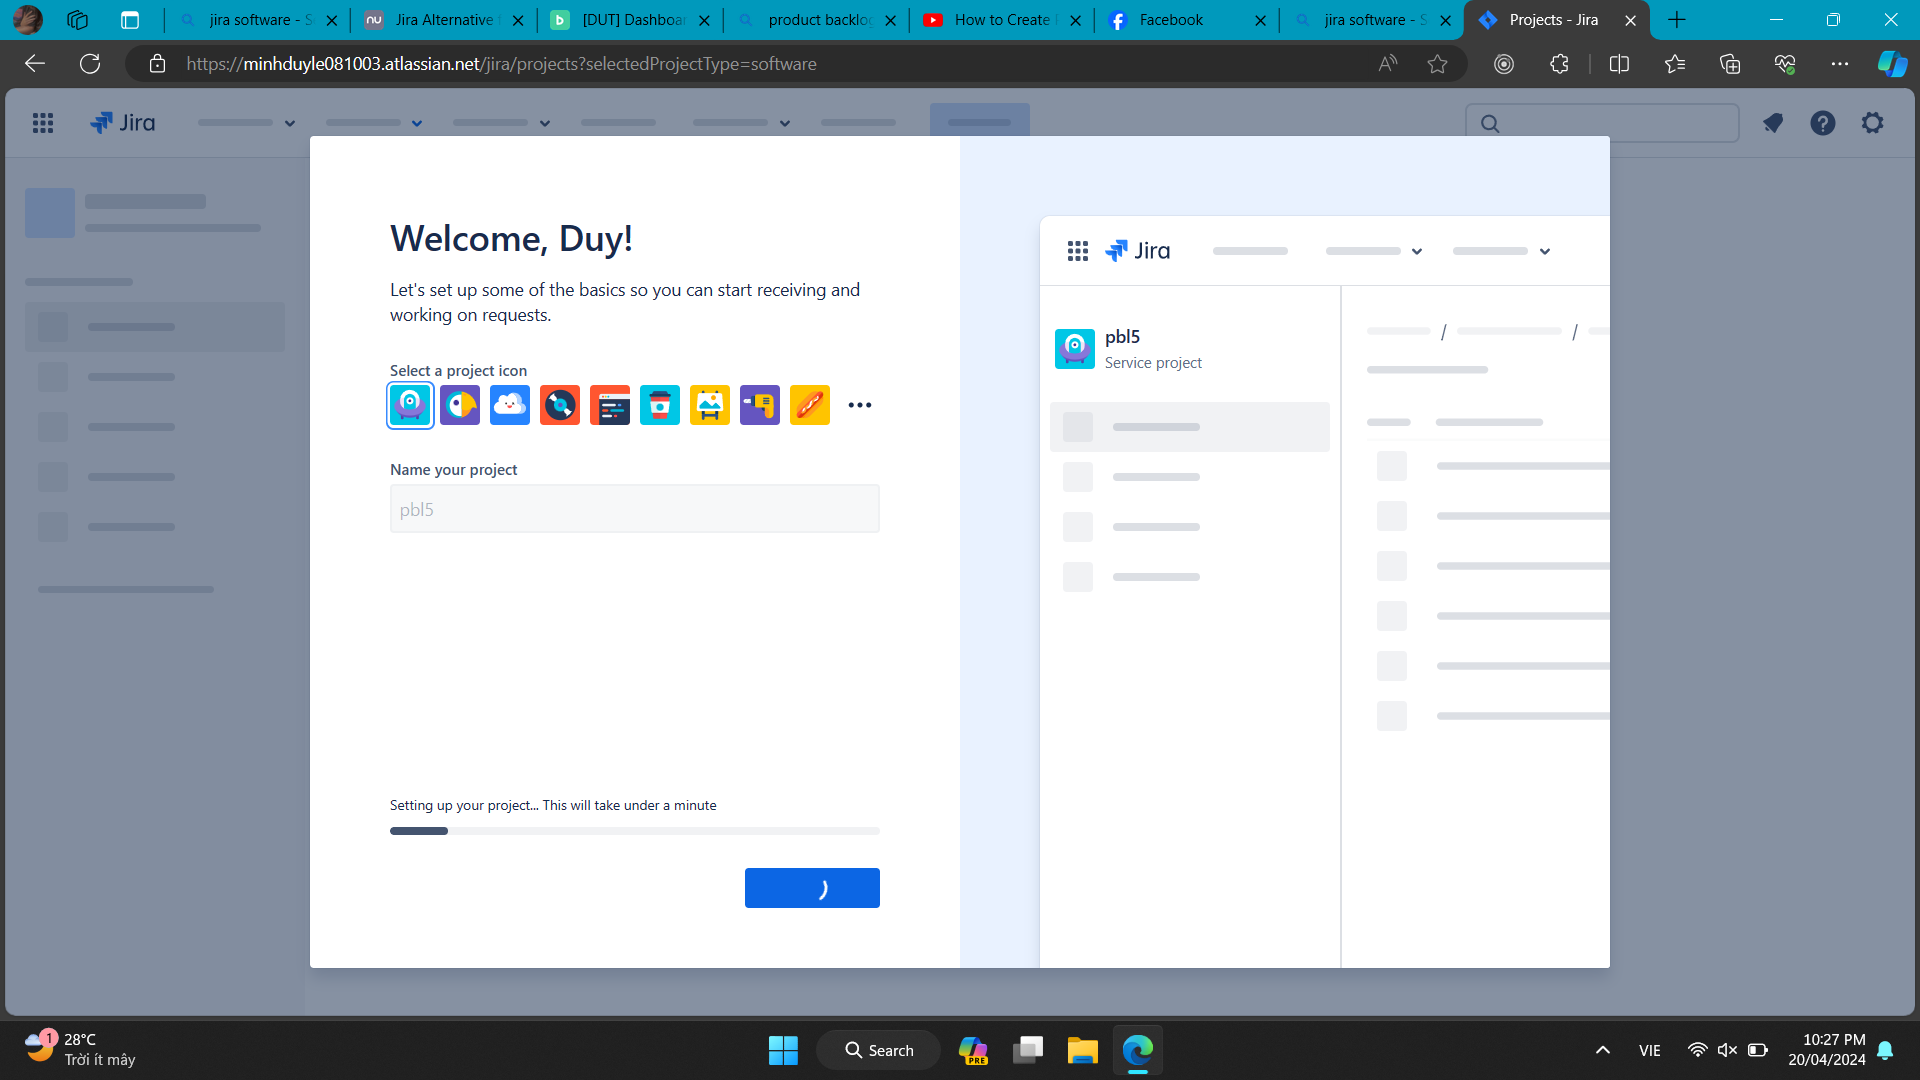 jira software - S
Jira Alternative
[DUT] Dashboar
product backlog
How to Create
Facebook
jira software - S
Projects - Jira
https://minhduyle081003.atlassian.net/jira/projects?selectedProjectType=software
Jira
Welcome, Duy!
Let's set up some of the basics so you can start receiving and
working on requests.
Select a project icon
Name your project
pbl5
Setting up your project... This will take under a minute
Jira
pbl5
Service project
/ /
1
28°C
Trời ít mây
Search
PRE
VIE
10:27 PM
20/04/2024